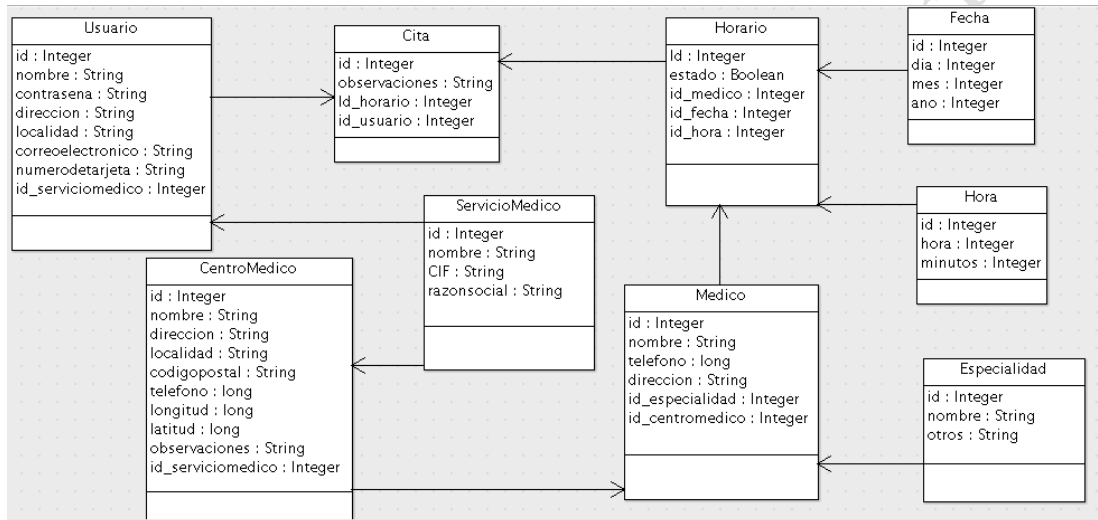 Usuario
id : Integer
nombre : String
contrasena : String
direccion : String
localidad : String
correoelectronico : String
numerodetarjeta : String
id_serviciomedico : Integer
Cita
id : Integer
observaciones : String
Id_horario : Integer
id_usuario : Integer
Horario
Id : Integer
estado : Boolean
id_medico : Integer
id_fecha : Integer
id_hora : Integer
Fecha
id : Integer
dia : Integer
mes : Integer
ano : Integer
Hora
id : Integer
hora : Integer
minutos : Integer
ServicioMedico
id : Integer
nombre : String
CIF : String
razonsocial : String
CentroMedico
id : Integer
nombre : String
direccion : String
localidad : String
codigopostal : String
telefono : long
longitud : long
latitud : long
observaciones : String
id_serviciomedico : Integer
Medico
id : Integer
nombre : String
telefono : long
direccion : String
id_especialidad : Integer
id_centromedico : Integer
Especialidad
id : Integer
nombre : String
otros : String